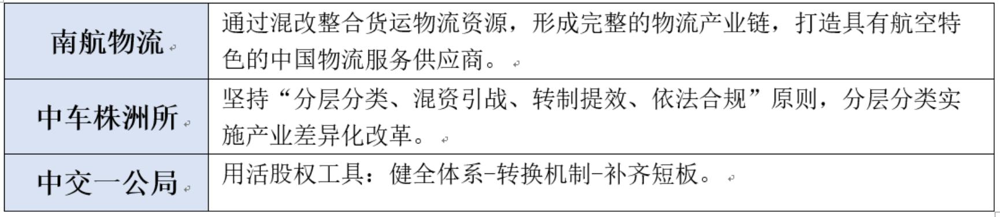 南航物流
通过混改整合货运物流资源，形成完整的物流产业链，打造具有航空特
色的中国物流服务供应商。
中车株洲所
坚持“分层分类、混资引战、转制提效、依法合规”原则，分层分类实
施产业差异化改革。
中交一公局
用活股权工具：健全体系-转换机制-补齐短板。